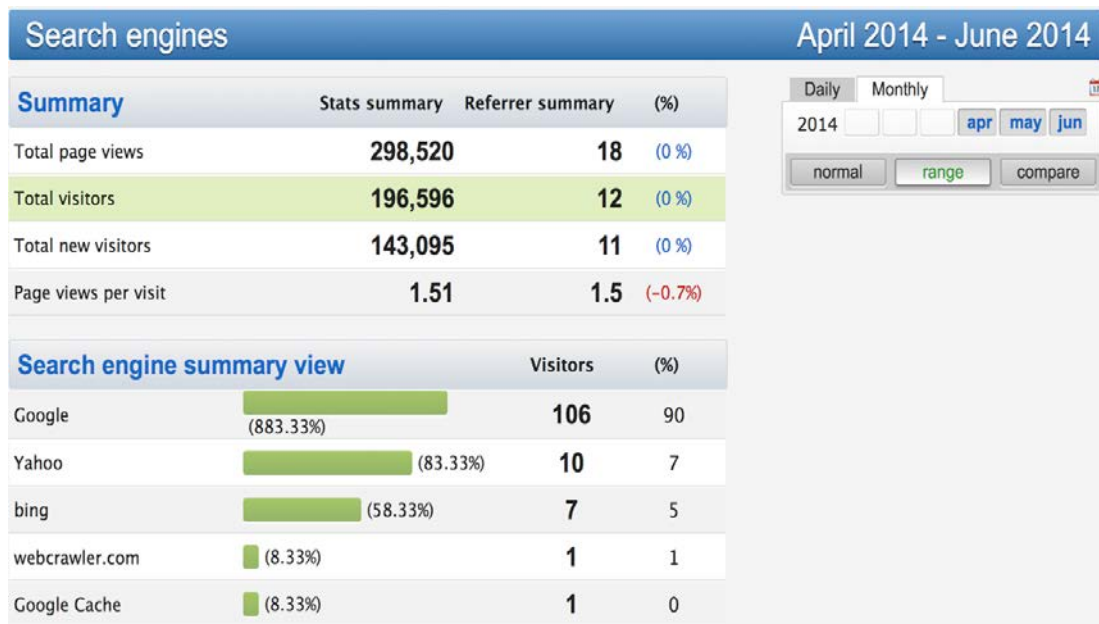 Search engines April 2014 - June 2014
Summary Stats summary Referrer summary (%)
Total page views 298,520 18 (0 %)
Total visitors 196,596 12 (0 %)
Total new visitors 143,095 11 (0 %)
Page views per visit 1.51 1.5 (-0.7%)
Daily Monthly
2014 apr may jun
normal range compare
Search engine summary view Visitors (%)
Google (883.33%) 106 90
Yahoo (83.33%) 10 7
bing (58.33%) 7 5
webcrawler.com (8.33%) 1 1
Google Cache (8.33%) 1 0